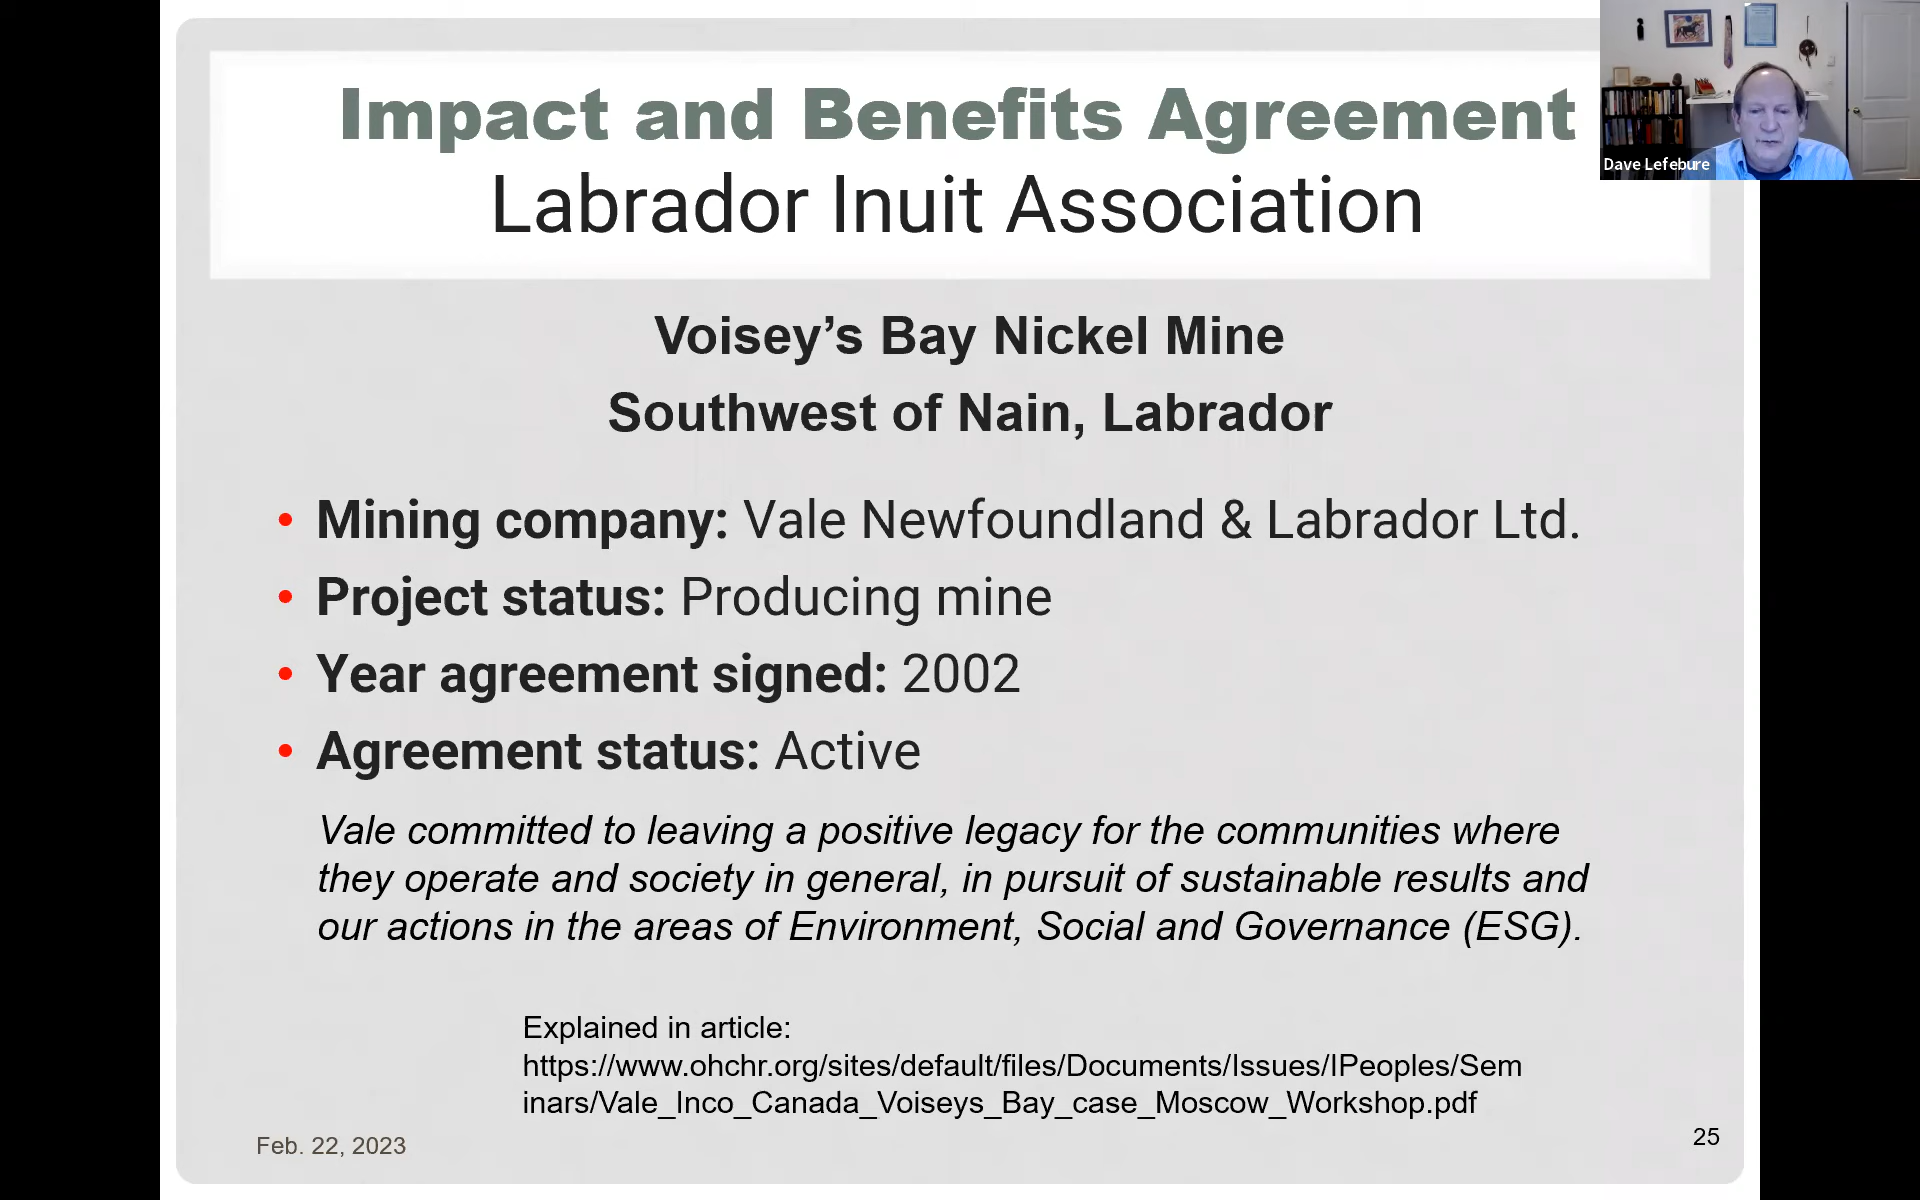 Impact and Benefits Agreement
Labrador Inuit Association
Dave Lefebure
Voisey’s Bay Nickel Mine
Southwest of Nain, Labrador
• Mining company: Vale Newfoundland & Labrador Ltd.
• Project status: Producing mine
• Year agreement signed: 2002
• Agreement status: Active
Vale committed to leaving a positive legacy for the communities where
they operate and society in general, in pursuit of sustainable results and
our actions in the areas of Environment, Social and Governance (ESG).
Explained in article:
https://www.ohchr.org/sites/default/files/Documents/Issues/IPeoples/Sem
inars/Vale_Inco_Canada_Voiseys_Bay_case_Moscow_Workshop.pdf
Feb. 22, 2023
25